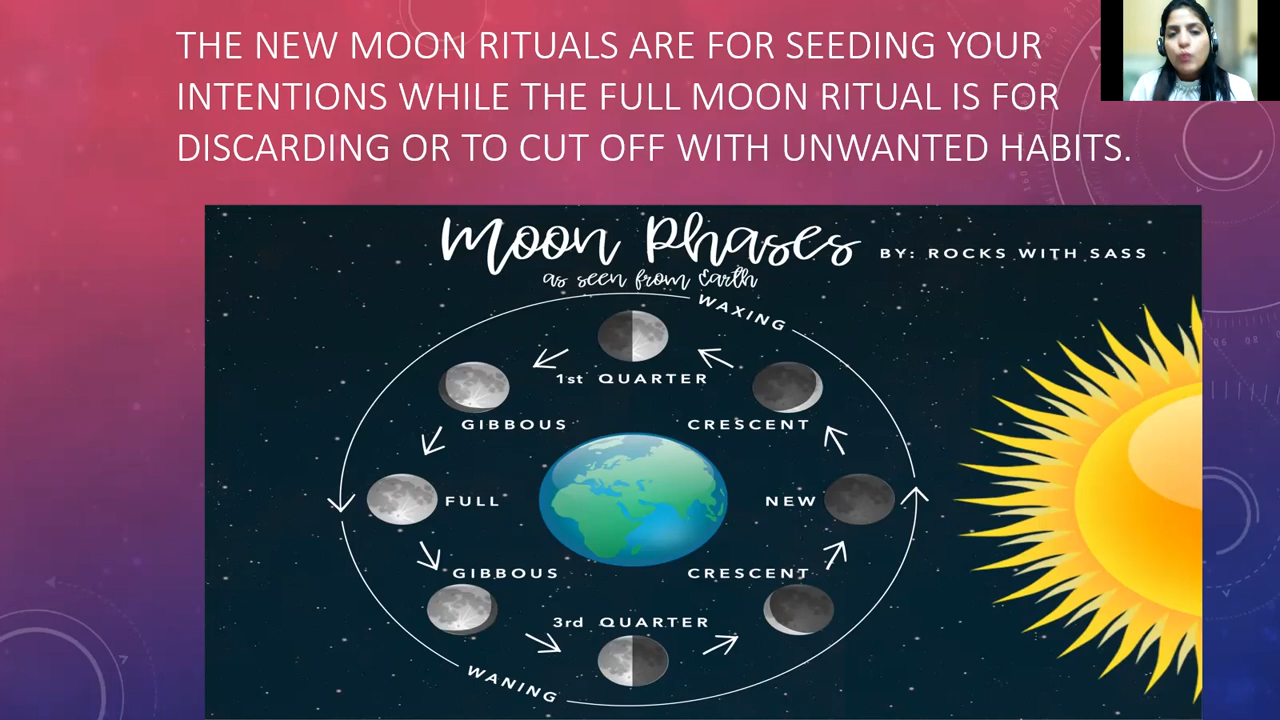 THE NEW MOON RITUALS ARE FOR SEEDING YOUR
INTENTIONS WHILE THE FULL MOON RITUAL IS FOR
DISCARDING OR TO CUT OFF WITH UNWANTED HABITS.
Moon Phases
BY: ROCKS WITH SASS
as seen from Earth
WAXING
1st QUARTER
GIBBOUS
CRESCENT
FULL
NEW
GIBBOUS
CRESCENT
3rd QUARTER
WANING